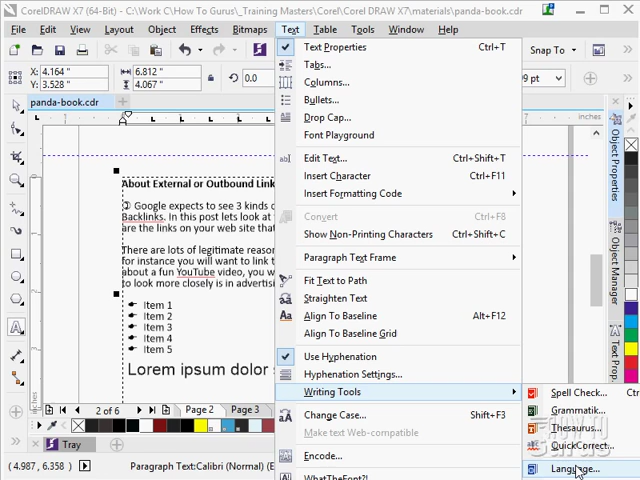 CorelDRAW X7 (64-Bit) - C:\Work C\How To Gurus\_Training Masters\Corel\Corel DRAW X7\materials\panda-book.cdr
File Edit View Layout Object Effects Bitmaps Text Table Tools Window Help
Snap To
X: 4.164 " 6.812 " 0.0
Y: 3.528 " 4.067 "
panda-book.cdr
inches
Text Properties Ctrl+T
Tabs...
Columns...
Bullets...
Drop Cap...
Font Playground
Edit Text... Ctrl+Shift+T
Insert Character Ctrl+F11
Insert Formatting Code
Convert Ctrl+F8
Show Non-Printing Characters Ctrl+Shift+C
Paragraph Text Frame
Fit Text to Path
Straighten Text
Align To Baseline Alt+F12
Align To Baseline Grid
Use Hyphenation
Hyphenation Settings...
Writing Tools
Change Case... Shift+F3
Make text Web-compatible
Encode...
WhatTheFont?!
Spell Check...
Grammatik...
Thesaurus...
QuickCorrect...
Language...
About External or Outbound Link
Google expects to see 3 kinds
Backlinks. In this post lets look at
are the links on your web site that
There are lots of legitimate reason
for instance you will want to link t
about a fun YouTube video, you w
to look more closely is in advertisi
Item 1
Item 2
Item 3
Item 4
Item 5
Lorem ipsum dolor s
2 of 6 Page 2 Page 3
Tray
(4.987, 6.358) Paragraph Text:Calibri (Normal) (E
Object Properties
Object Manager
Text Prop.
HOW TO
Gurus